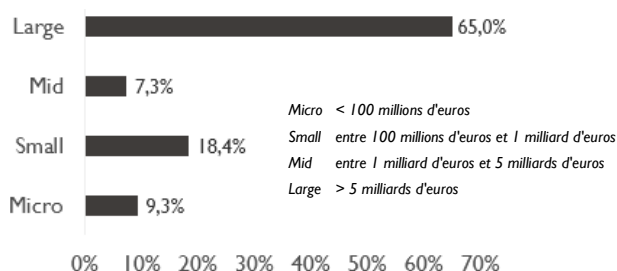 Large 65,0%
Mid 7,3%
Micro < 100 millions d'euros
Small entre 100 millions d'euros et 1 milliard d'euros
Small 18,4%
Mid entre 1 milliard d'euros et 5 milliards d'euros
Large > 5 milliards d'euros
Micro 9,3%
0% 10% 20% 30% 40% 50% 60% 70%